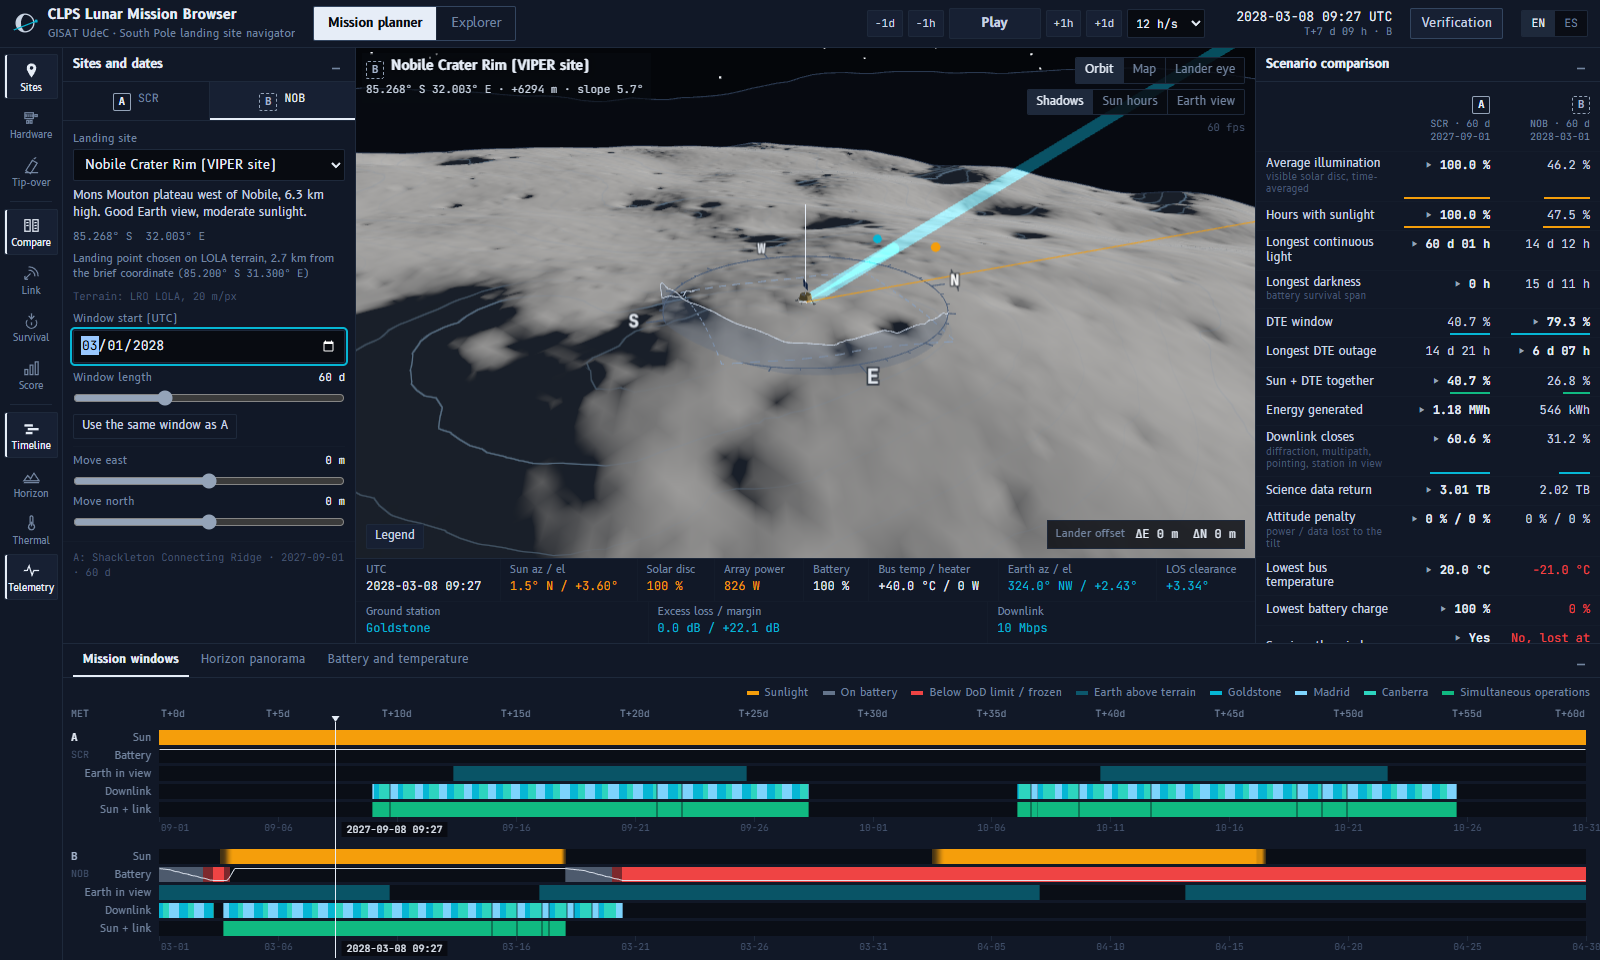 CLPS Lunar Mission Browser
GISAT UdeC · South Pole landing site navigator
Mission planner
Explorer
-1d
-1h
Play
+1h
+1d
12 h/s
2028-03-08 09:27 UTC
T+7 d 09 h · B
Verification
EN
ES
Sites
Hardware
Tip-over
Compare
Link
Survival
Score
Timeline
Horizon
Thermal
Telemetry
Sites and dates
A SCR
B NOB
Landing site
Nobile Crater Rim (VIPER site)
Mons Mouton plateau west of Nobile, 6.3 km
high. Good Earth view, moderate sunlight.
85.268° S 32.003° E
Landing point chosen on LOLA terrain, 2.7 km from
the brief coordinate (85.200° S 31.300° E)
Terrain: LRO LOLA, 20 m/px
Window start (UTC)
03/01/2028
Window length 60 d
Use the same window as A
Move east 0 m
Move north 0 m
A: Shackleton Connecting Ridge · 2027-09-01
· 60 d
B Nobile Crater Rim (VIPER site)
85.268° S 32.003° E · +6294 m · slope 5.7°
Orbit
Map
Lander eye
Shadows
Sun hours
Earth view
60 fps
W
N
S
E
Legend
Lander offset ΔE 0 m ΔN 0 m
UTC
2028-03-08 09:27
Sun az / el
1.5° N / +3.60°
Solar disc
100 %
Array power
826 W
Battery
100 %
Bus temp / heater
+40.0 °C / 0 W
Earth az / el
324.0° NW / +2.43°
LOS clearance
+3.34°
Ground station
Goldstone
Excess loss / margin
0.0 dB / +22.1 dB
Downlink
10 Mbps
Scenario comparison
A
SCR · 60 d
2027-09-01
B
NOB · 60 d
2028-03-01
Average illumination 100.0 % 46.2 %
visible solar disc, time-
averaged
Hours with sunlight 100.0 % 47.5 %
Longest continuous 60 d 01 h 14 d 12 h
light
Longest darkness 0 h 15 d 11 h
battery survival span
DTE window 40.7 % 79.3 %
Longest DTE outage 14 d 21 h 6 d 07 h
Sun + DTE together 40.7 % 26.8 %
Energy generated 1.18 MWh 546 kWh
Downlink closes 60.6 % 31.2 %
diffraction, multipath,
pointing, station in view
Science data return 3.01 TB 2.02 TB
Attitude penalty 0 % / 0 % 0 % / 0 %
power / data lost to the
tilt
Lowest bus 20.0 °C -21.0 °C
temperature
Lowest battery charge 100 % 0 %
Yes No, lost at
Mission windows
Horizon panorama
Battery and temperature
Sunlight
On battery
Below DoD limit / frozen
Earth above terrain
Goldstone
Madrid
Canberra
Simultaneous operations
MET T+0d T+5d T+10d T+15d T+20d T+25d T+30d T+35d T+40d T+45d T+50d T+55d T+60d
A Sun
SCR Battery
Earth in view
Downlink
Sun + link
09-01 09-06 2027-09-08 09:27 09-16 09-21 09-26 10-01 10-06 10-11 10-16 10-21 10-26 10-31
B Sun
NOB Battery
Earth in view
Downlink
Sun + link
03-01 03-06 2028-03-08 09:27 03-16 03-21 03-26 03-31 04-05 04-10 04-15 04-20 04-25 04-30